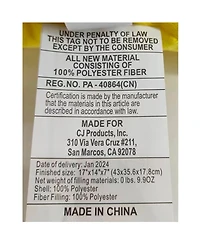 UNDER PENALTY OF LAW
THIS TAG NOT TO BE REMOVED
EXCEPT BY THE CONSUMER
ALL NEW MATERIAL
CONSISTING OF
100% POLYESTER FIBER
REG.NO. PA - 40864(CN)
Certification is made by the manufacturer
that the materials in this article are
described in accordance with law.
MADE FOR
CJ Products, Inc.
310 Via Vera Cruz #211,
San Marcos, CA 92078
Date of delivery: Jan 2024
Finished size: 17"*14"*7" (43x35.6x17.8cm)
Net weight of filling materials: 0 lbs. 9.9OZ
Shell: 100% Polyester
Fiber Filling: 100% Polyester
MADE IN CHINA